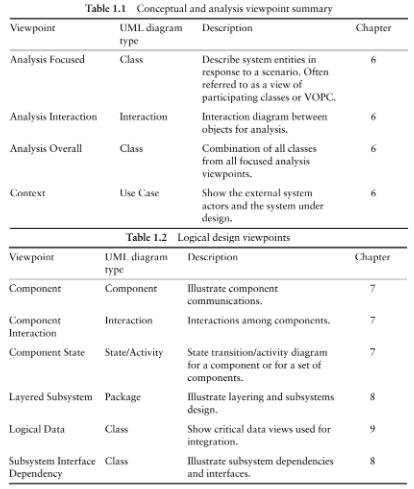 Table 1.1 Conceptual and analysis viewpoint summary
Viewpoint UML diagram Description Chapter
type
Analysis Focused Class Describe system entities in 6
response to a scenario. Often
referred to as a view of
participating classes or VOPC.
Analysis Interaction Interaction Interaction diagram between 6
objects for analysis.
Analysis Overall Class Combination of all classes 6
from all focused analysis
viewpoints.
Context Use Case Show the external system 6
actors and the system under
design.
Table 1.2 Logical design viewpoints
Viewpoint UML diagram Description Chapter
type
Component Component Illustrate component 7
communications.
Component Interaction Interactions among components. 7
Interaction
Component State State/Activity State transition/activity diagram 7
for a component or for a set of
components.
Layered Subsystem Package Illustrate layering and subsystems 8
design.
Logical Data Class Show critical data views used for 9
integration.
Subsystem Interface Class Illustrate subsystem dependencies 8
Dependency and interfaces.